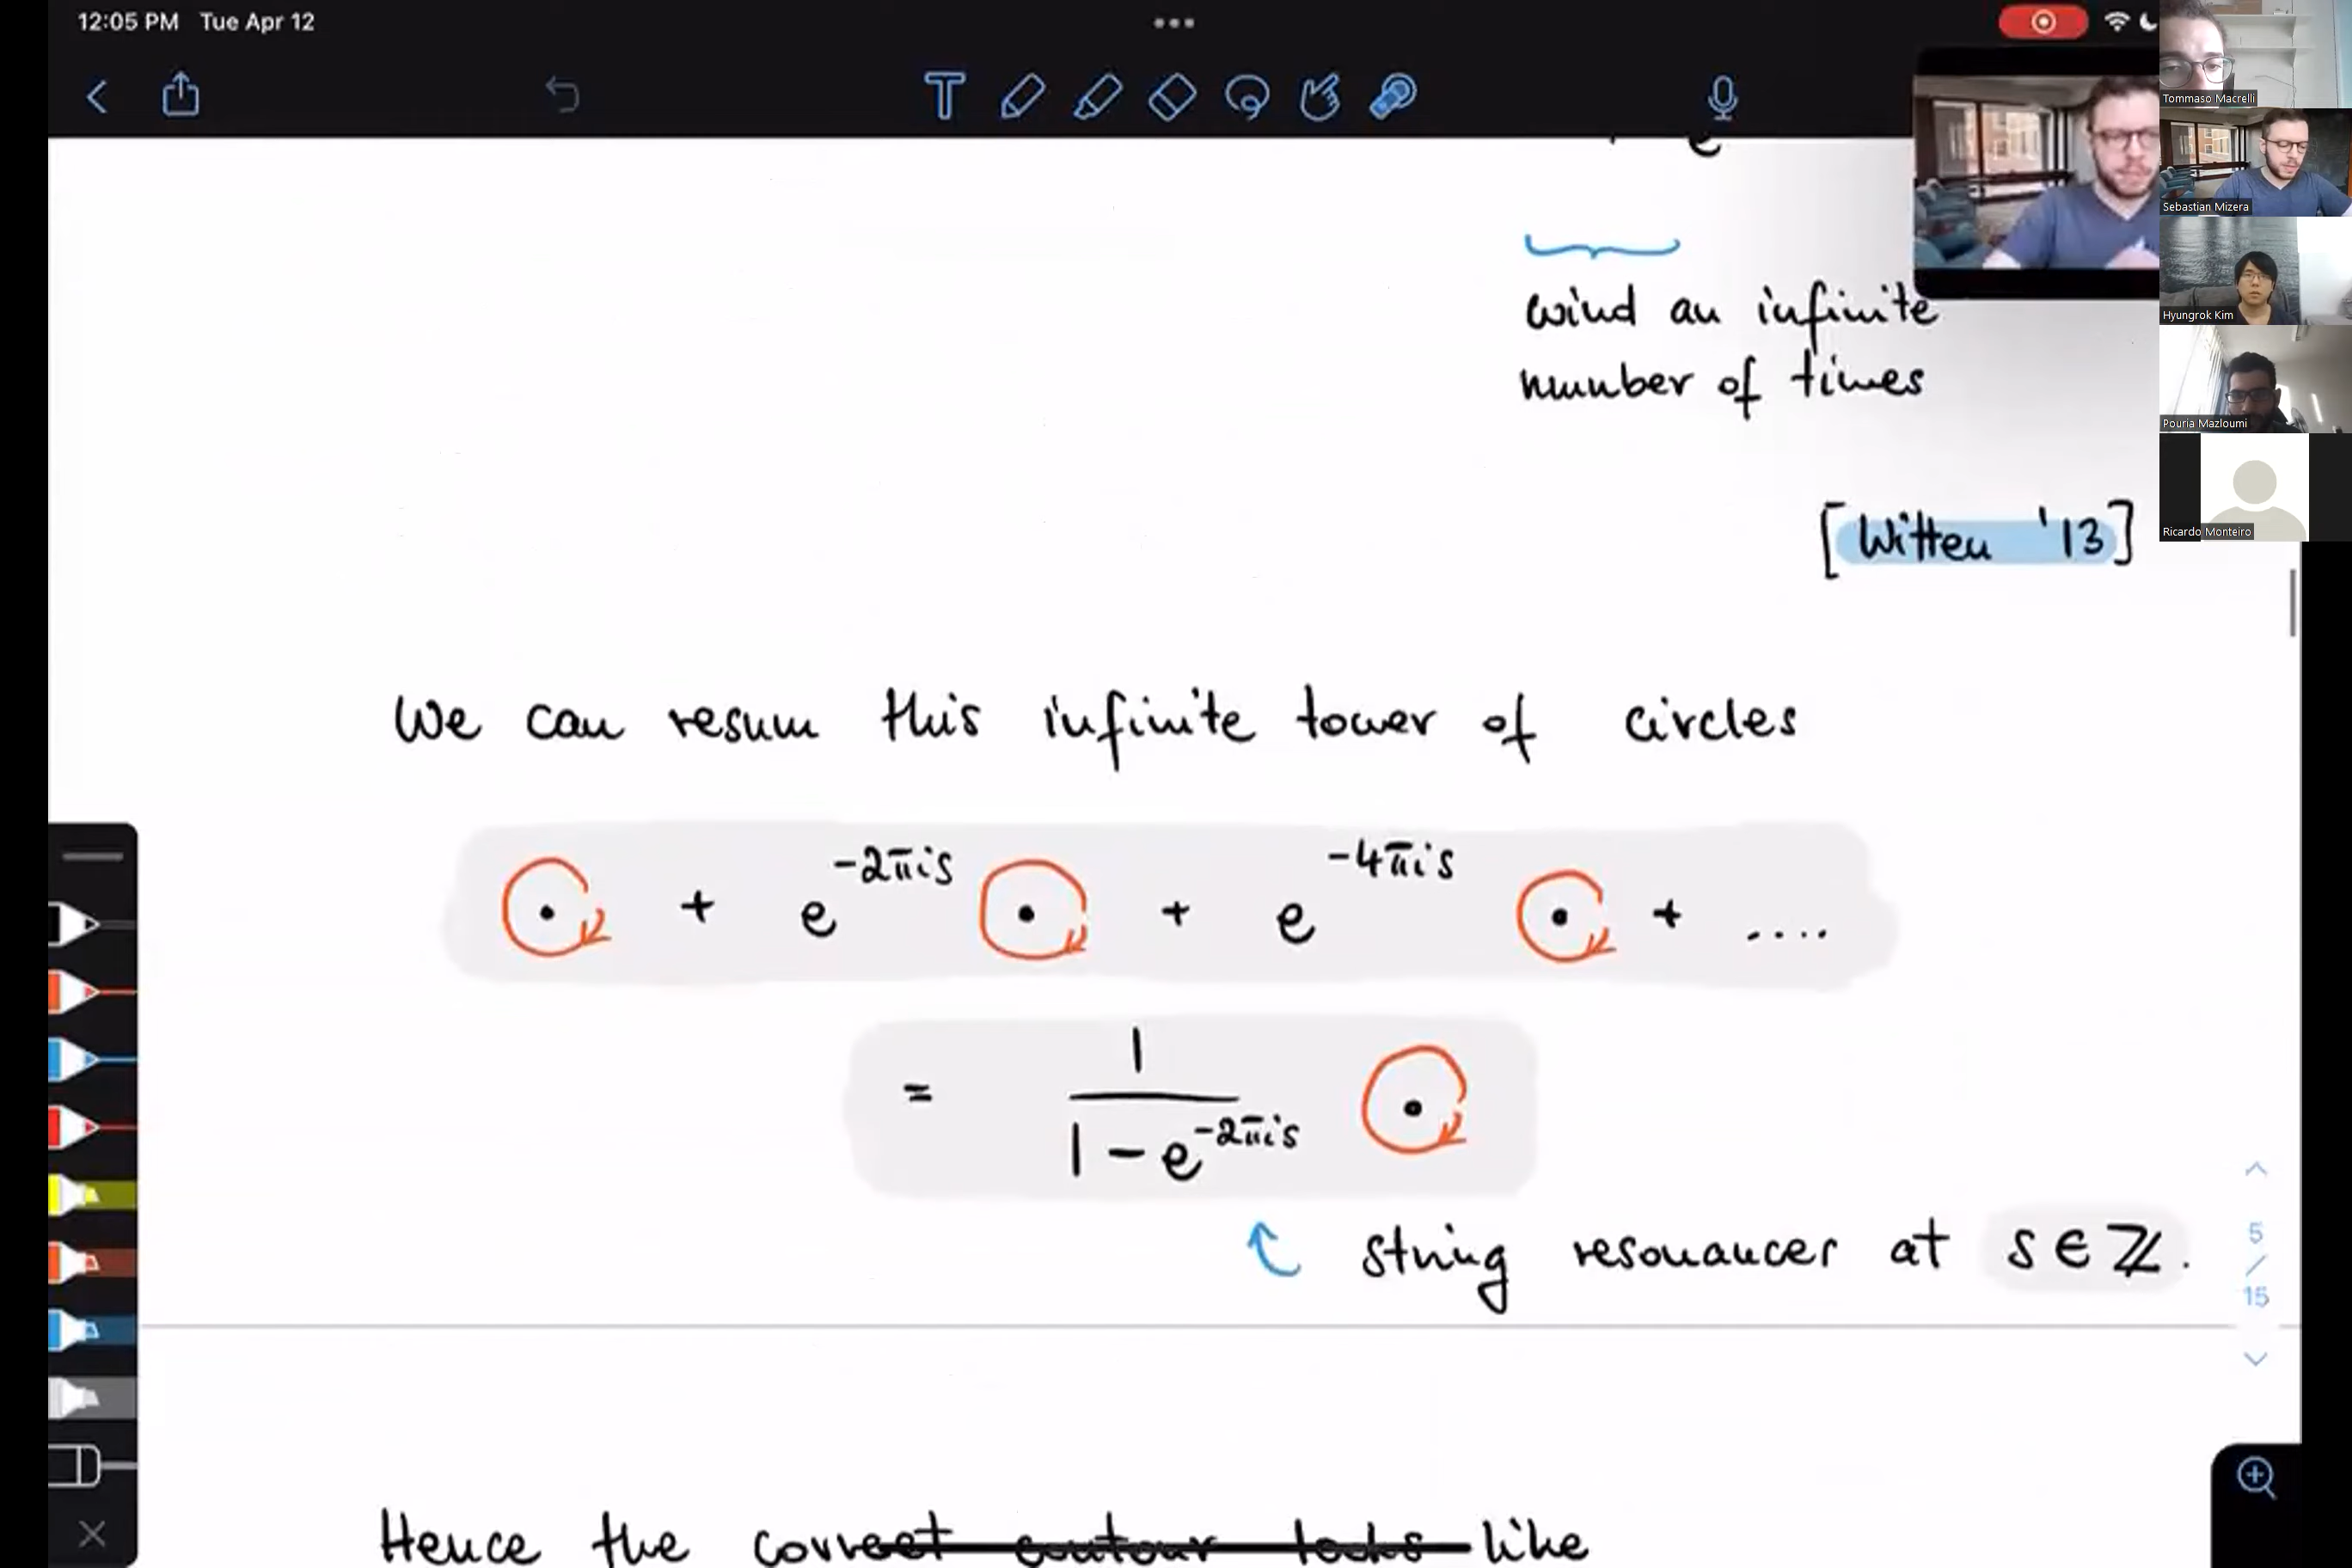 12:05 PM Tue Apr 12
Tommaso Macrelli
Sebastian Mizera
Hyungrok Kim
Pouria Mazloumi
Ricardo Monteiro
wind an infinite
number of times
[Witten '13]
We can resum this infinite tower of circles
+ e^{-2πis} + e^{-4πis} + ....
= 1/(1 - e^{-2πis})
string resonances at s ∈ ℤ.
5
/
15
Hence the correct contour looks like